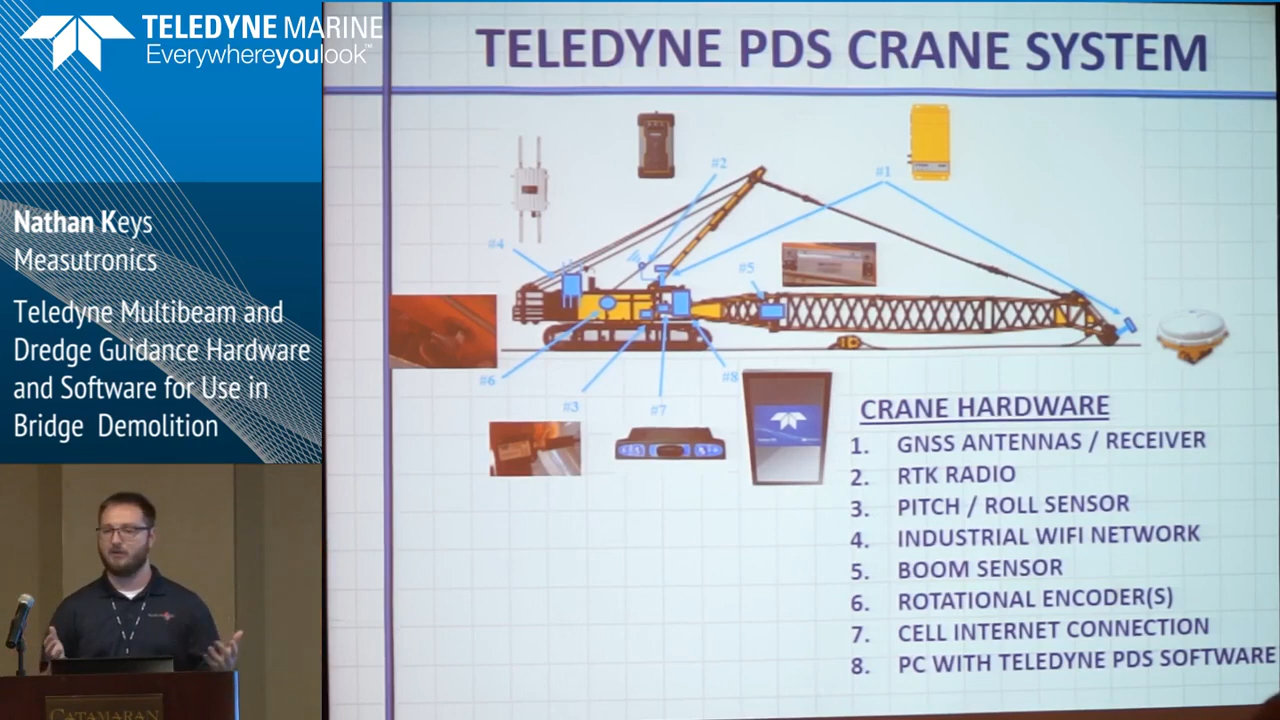 TELEDYNE MARINE
Everywhereyoulook™
Nathan Keys
Measutronics
Teledyne Multibeam and
Dredge Guidance Hardware
and Software for Use in
Bridge Demolition
TELEDYNE PDS CRANE SYSTEM
#2
#1
#4
#5
#6
#3
#7
#8
CRANE HARDWARE
1. GNSS ANTENNAS / RECEIVER
2. RTK RADIO
3. PITCH / ROLL SENSOR
4. INDUSTRIAL WIFI NETWORK
5. BOOM SENSOR
6. ROTATIONAL ENCODER(S)
7. CELL INTERNET CONNECTION
8. PC WITH TELEDYNE PDS SOFTWARE
CATAMARAN